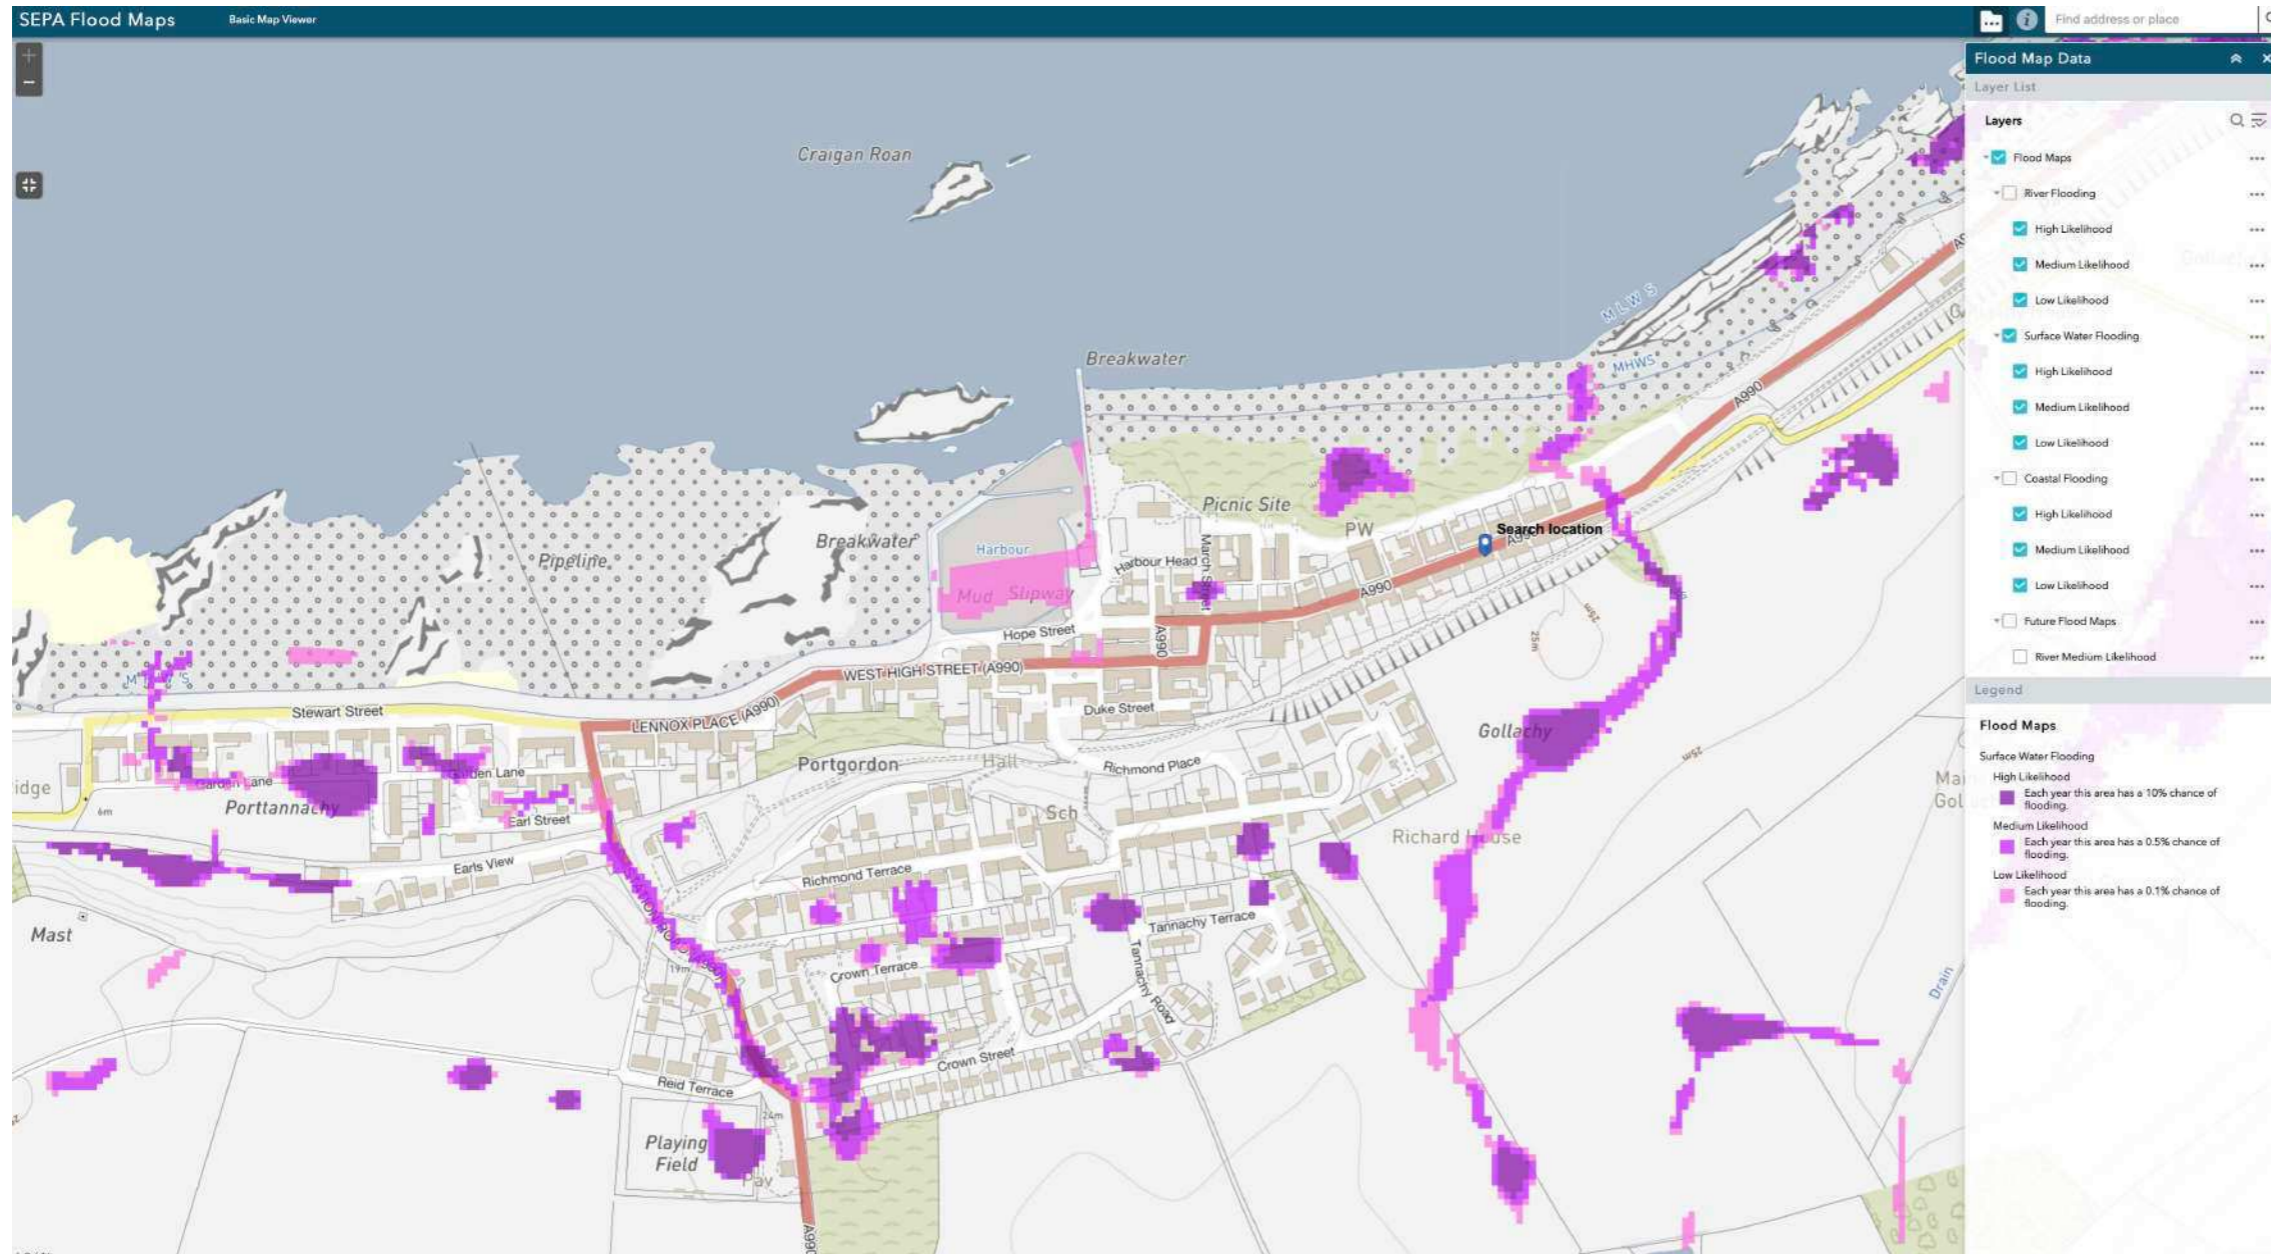 SEPA Flood Maps
Basic Map Viewer
Find address or place
Flood Map Data
Layer List
Layers
Flood Maps
River Flooding
High Likelihood
Medium Likelihood
Low Likelihood
Surface Water Flooding
High Likelihood
Medium Likelihood
Low Likelihood
Coastal Flooding
High Likelihood
Medium Likelihood
Low Likelihood
Future Flood Maps
River Medium Likelihood
Legend
Flood Maps
Surface Water Flooding
High Likelihood
Each year this area has a 10% chance of
flooding.
Medium Likelihood
Each year this area has a 0.5% chance of
flooding.
Low Likelihood
Each year this area has a 0.1% chance of
flooding.
Craigan Roan
M L W S
Breakwater
MHWS
A990
Picnic Site
PW
Search location
Breakwater
Harbour
Pipeline
March Street
Harbour Head
A990
Mud
Slipway
Hope Street
A990
WEST HIGH STREET (A990)
25m
25m
Stewart Street
LENNOX PLACE (A990)
Duke Street
Gollachy
25m
Portgordon
Hall
Richmond Place
Garden Lane
Garden Lane
Porttannachy
6m
Earl Street
Sch
Richard House
Earls View
Richmond Terrace
STATION ROAD (A990)
Mast
Tannachy Terrace
Tannachy Road
19m
Crown Terrace
Drain
Crown Street
Reid Terrace
24m
Playing
Field
Pav
A990